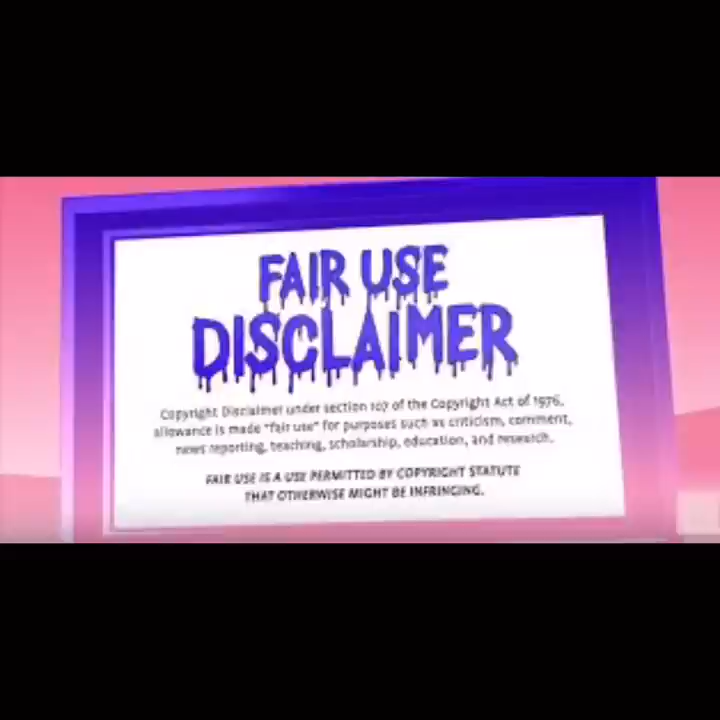 FAIR USE
DISCLAIMER
Copyright Disclaimer under section 107 of the Copyright Act of 1976,
allowance is made "fair use" for purposes such as criticism, comment,
news reporting, teaching, scholarship, education, and research.
FAIR USE IS A USE PERMITTED BY COPYRIGHT STATUTE
THAT OTHERWISE MIGHT BE INFRINGING.